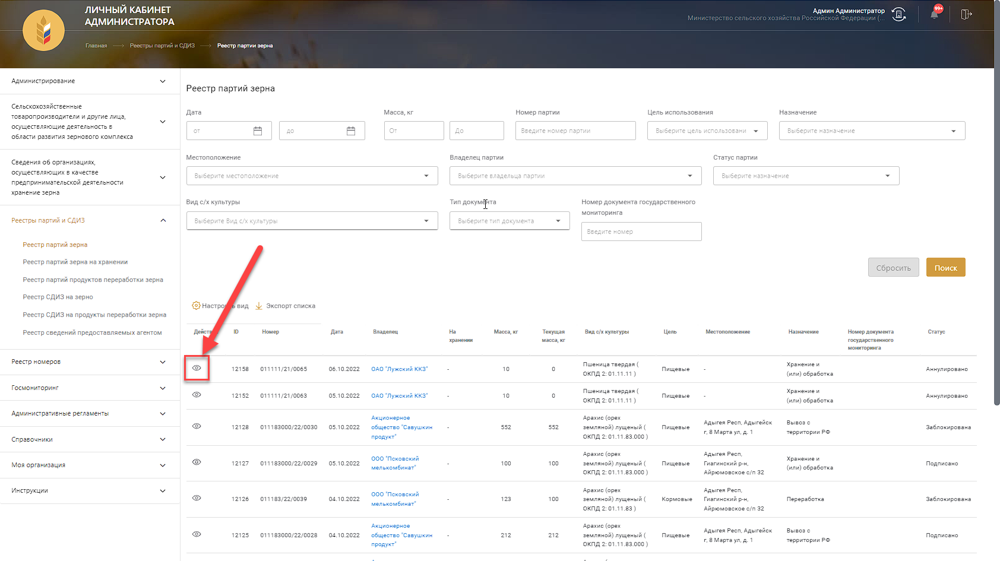 ЛИЧНЫЙ КАБИНЕТ
АДМИНИСТРАТОРА
Админ Администратор
Министерство сельского хозяйства Российской Федерации (...
99+
Главная
Реестры партий и СДИЗ
Реестр партии зерна
Администрирование
Сельскохозяйственные
товаропроизводители и другие лица,
осуществляющие деятельность в
области развития зернового комплекса
Сведения об организациях,
осуществляющих в качестве
предпринимательской деятельности
хранение зерна
Реестры партий и СДИЗ
Реестр партий зерна
Реестр партий зерна на хранении
Реестр партий продуктов переработки зерна
Реестр СДИЗ на зерно
Реестр СДИЗ на продукты переработки зерна
Реестр сведений предоставляемых агентом
Реестр номеров
Госмониторинг
Административные регламенты
Справочники
Моя организация
Инструкции
Реестр партий зерна
Дата
Масса, кг
Номер партии
Цель использования
Назначение
от
до
От
До
Введите номер партии
Выберите цель использовани
Выберите назначение
Местоположение
Владелец партии
Статус партии
Выберите местоположение
Выберите владельца партии
Выберите назначение
Вид с/х культуры
Тип документа
Номер документа государственного
мониторинга
Выберите Вид с/х культуры
Выберите тип документа
Введите номер
Сбросить
Поиск
Настроить вид
Экспорт списка
Действ
ID
Номер
Дата
Владелец
На
хранении
Масса, кг
Текущая
масса, кг
Вид с/х культуры
Цель
Местоположение
Назначение
Номер документа
государственного
мониторинга
Статус
12158
011111/21/0065
06.10.2022
ОАО "Лужский ККЗ"
-
10
0
Пшеница твердая (
ОКПД 2: 01.11.11 )
Пищевые
-
Хранение и
(или) обработка
Аннулировано
12152
011111/21/0063
05.10.2022
ОАО "Лужский ККЗ"
-
10
0
Пшеница твердая (
ОКПД 2: 01.11.11 )
Пищевые
-
Хранение и
(или) обработка
Аннулировано
12128
011183000/22/0030
05.10.2022
Акционерное
общество "Савушкин
продукт"
-
552
552
Арахис (орех
земляной) лущеный (
ОКПД 2: 01.11.83.000 )
Пищевые
Адыгея Респ, Адыгейск
г, 8 Марта ул, д. 1
Вывоз с
территории РФ
Заблокирована
12127
011183000/22/0029
05.10.2022
ООО "Псковский
мелькомбинат"
-
100
100
Арахис (орех
земляной) лущеный (
ОКПД 2: 01.11.83.000 )
Пищевые
Адыгея Респ,
Гиагинский р-н,
Айрюмовское с/п 32
Хранение и
(или) обработка
Подписано
12126
011183/22/0039
04.10.2022
ООО "Псковский
мелькомбинат"
-
123
100
Арахис (орех
земляной) лущеный (
ОКПД 2: 01.11.83 )
Кормовые
Адыгея Респ,
Гиагинский р-н,
Айрюмовское с/п 32
Переработка
Заблокирована
12125
011183000/22/0028
04.10.2022
Акционерное
общество "Савушкин
продукт"
-
212
212
Арахис (орех
земляной) лущеный (
ОКПД 2: 01.11.83.000 )
Пищевые
Адыгея Респ, Адыгейск
г, 8 Марта ул, д. 1
Вывоз с
территории РФ
Подписано